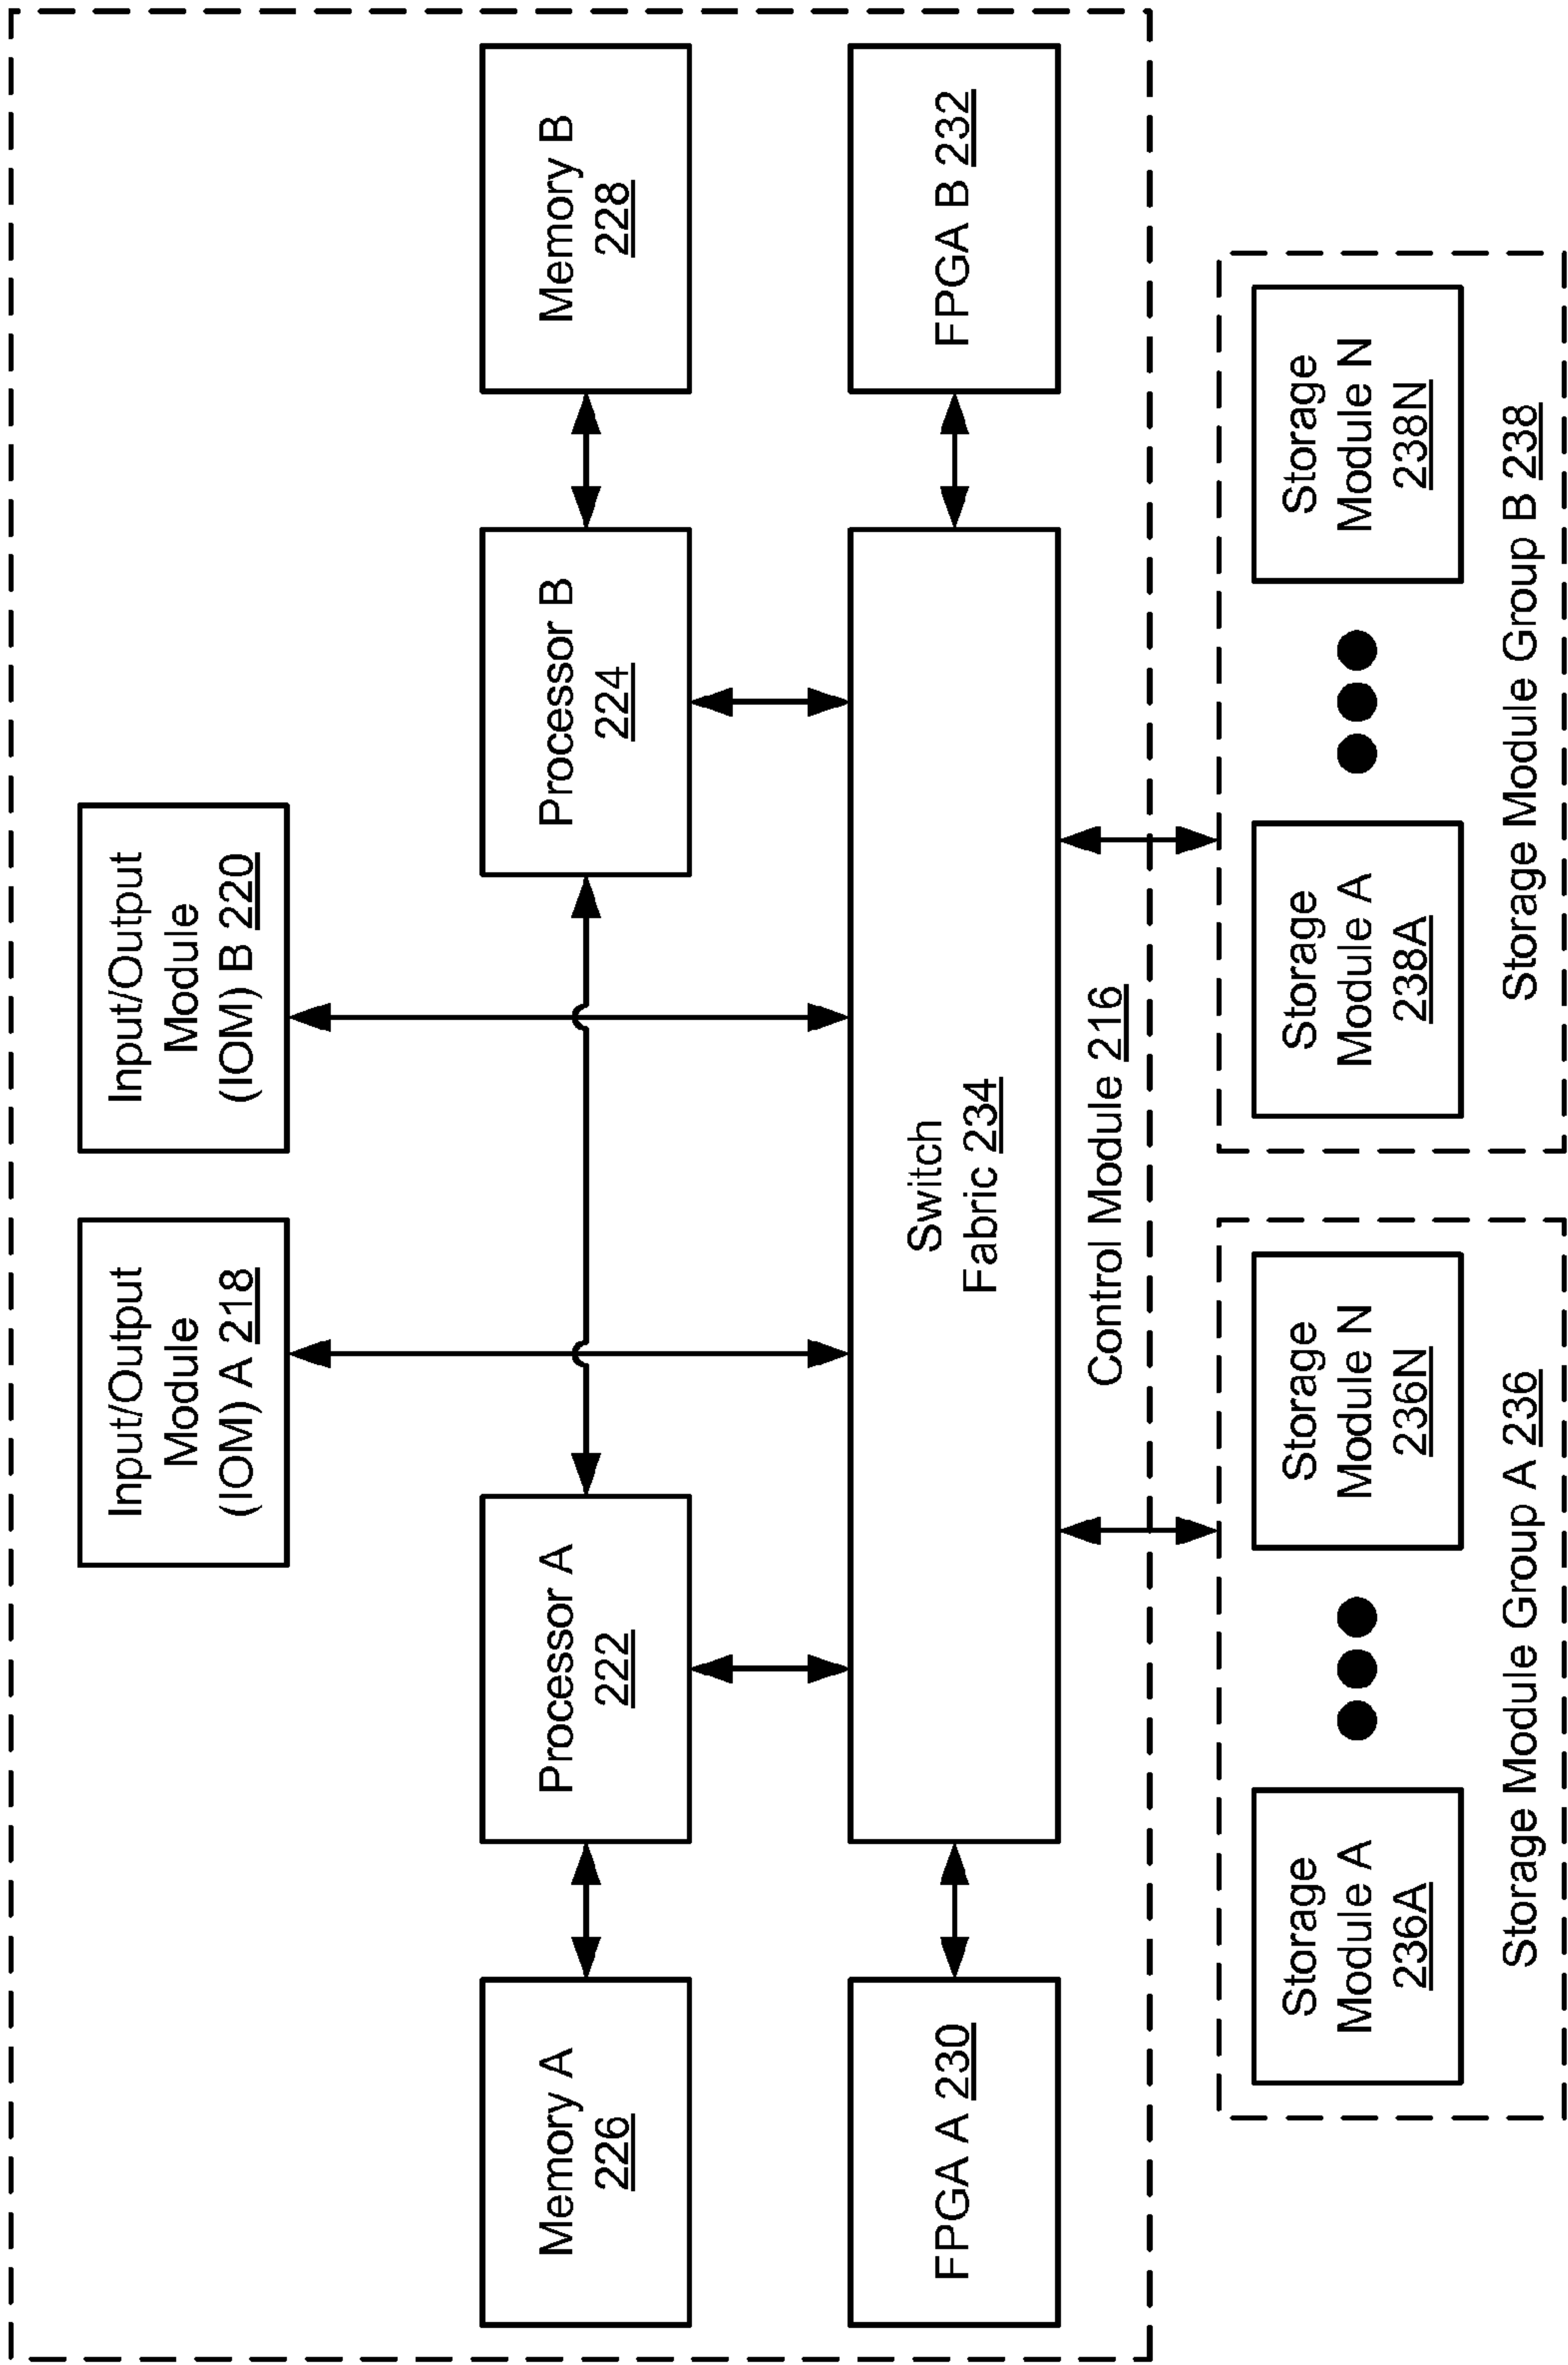 Input/Output
Module
(IOM) A 218
Input/Output
Module
(IOM) B 220
Memory A
226
Processor A
222
Processor B
224
Memory B
228
FPGA A 230
Switch
Fabric 234
FPGA B 232
Control Module 216
Storage
Module A
236A
Storage
Module N
236N
Storage Module Group A 236
Storage
Module A
238A
Storage
Module N
238N
Storage Module Group B 238